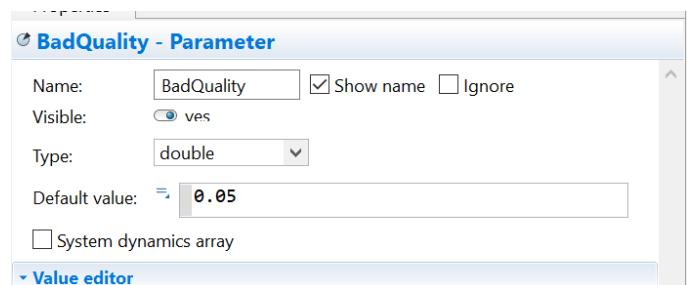 BadQuality - Parameter
Name: BadQuality Show name Ignore
Visible: yes
Type: double
Default value: 0.05
System dynamics array
Value editor